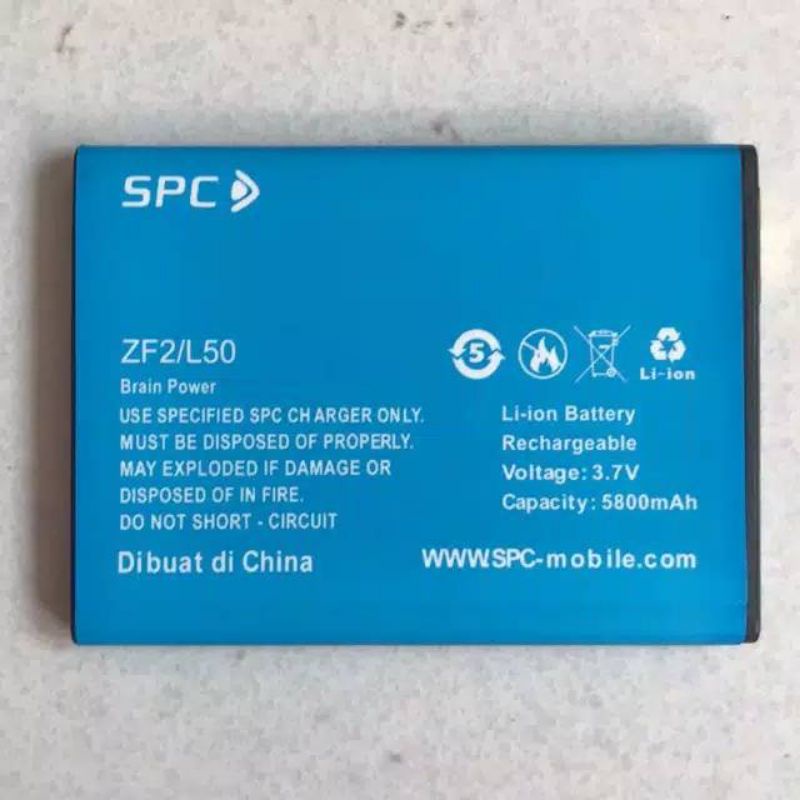 SPC
ZF2/L50
Brain Power
USE SPECIFIED SPC CHARGER ONLY.
MUST BE DISPOSED OF PROPERLY.
MAY EXPLODED IF DAMAGE OR
DISPOSED OF IN FIRE.
DO NOT SHORT - CIRCUIT
Dibuat di China
5
Li-ion
Li-ion Battery
Rechargeable
Voltage: 3.7V
Capacity: 5800mAh
WWW.SPC-mobile.com